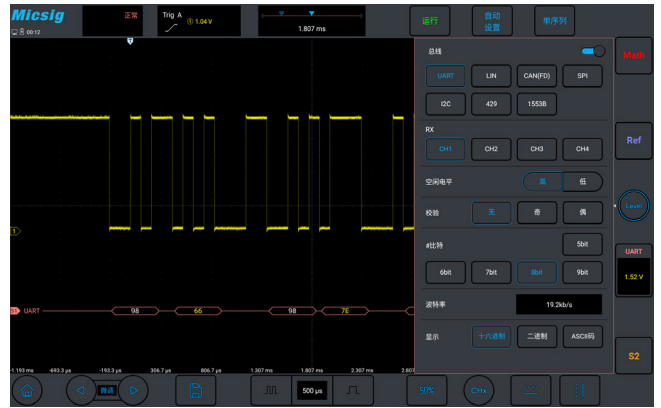 Micsig
00:12
正常
Trig A
① 1.04 V
1.807 ms
运行
自动
设置
单序列
总线
UART
LIN
CAN(FD)
SPI
I2C
429
1553B
RX
CH1
CH2
CH3
CH4
空闲电平
高
低
校验
无
奇
偶
#比特
5bit
6bit
7bit
8bit
9bit
波特率
19.2kb/s
显示
十六进制
二进制
ASCII码
Math
Ref
Level
UART
1.52 V
S2
T
1
S1 UART
98
66
98
7E
-1.193 ms
-693.3 µs
-193.3 µs
306.7 µs
806.7 µs
1.307 ms
1.807 ms
2.307 ms
2.807
微调
500 µs
50%
CHx